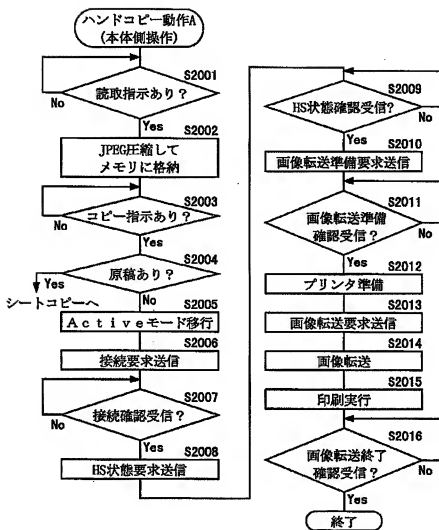 ハンドコピー動作A
(本体側操作)
S2001
読取指示あり?
No
Yes
S2002
JPEG圧縮して
メモリに格納
S2003
コピー指示あり?
No
Yes
S2004
原稿あり?
Yes
シートコピーへ
No
S2005
Activeモード移行
S2006
接続要求送信
S2007
接続確認受信?
No
Yes
S2008
HS状態要求送信
S2009
HS状態確認受信?
No
Yes
S2010
画像転送準備要求送信
S2011
画像転送準備
確認受信?
No
Yes
S2012
プリンタ準備
S2013
画像転送要求送信
S2014
画像転送
S2015
印刷実行
S2016
画像転送終了
確認受信?
No
Yes
終了